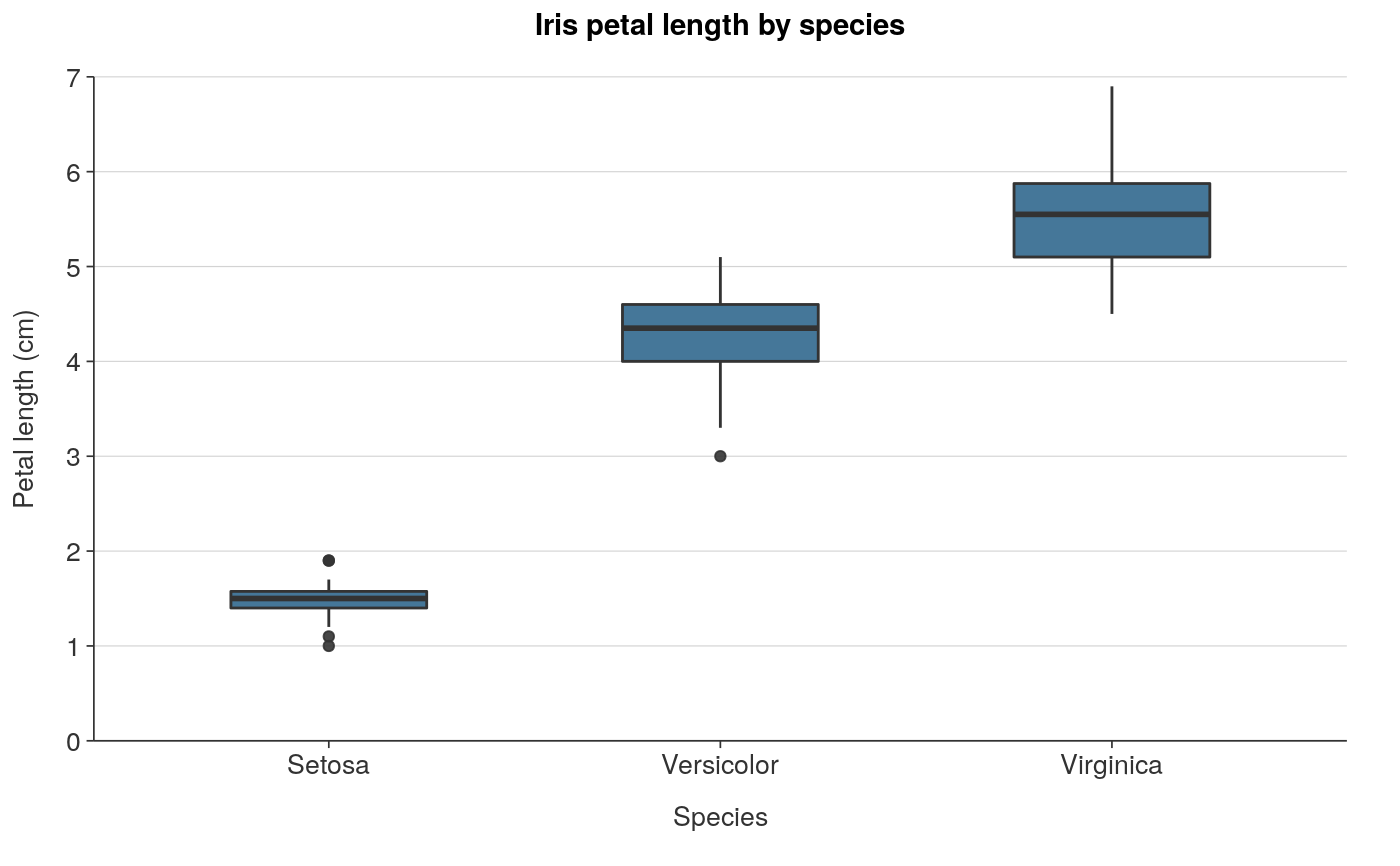 Iris petal length by species
7
6
5
4
3
2
1
0
Petal length (cm)
Setosa Versicolor Virginica
Species